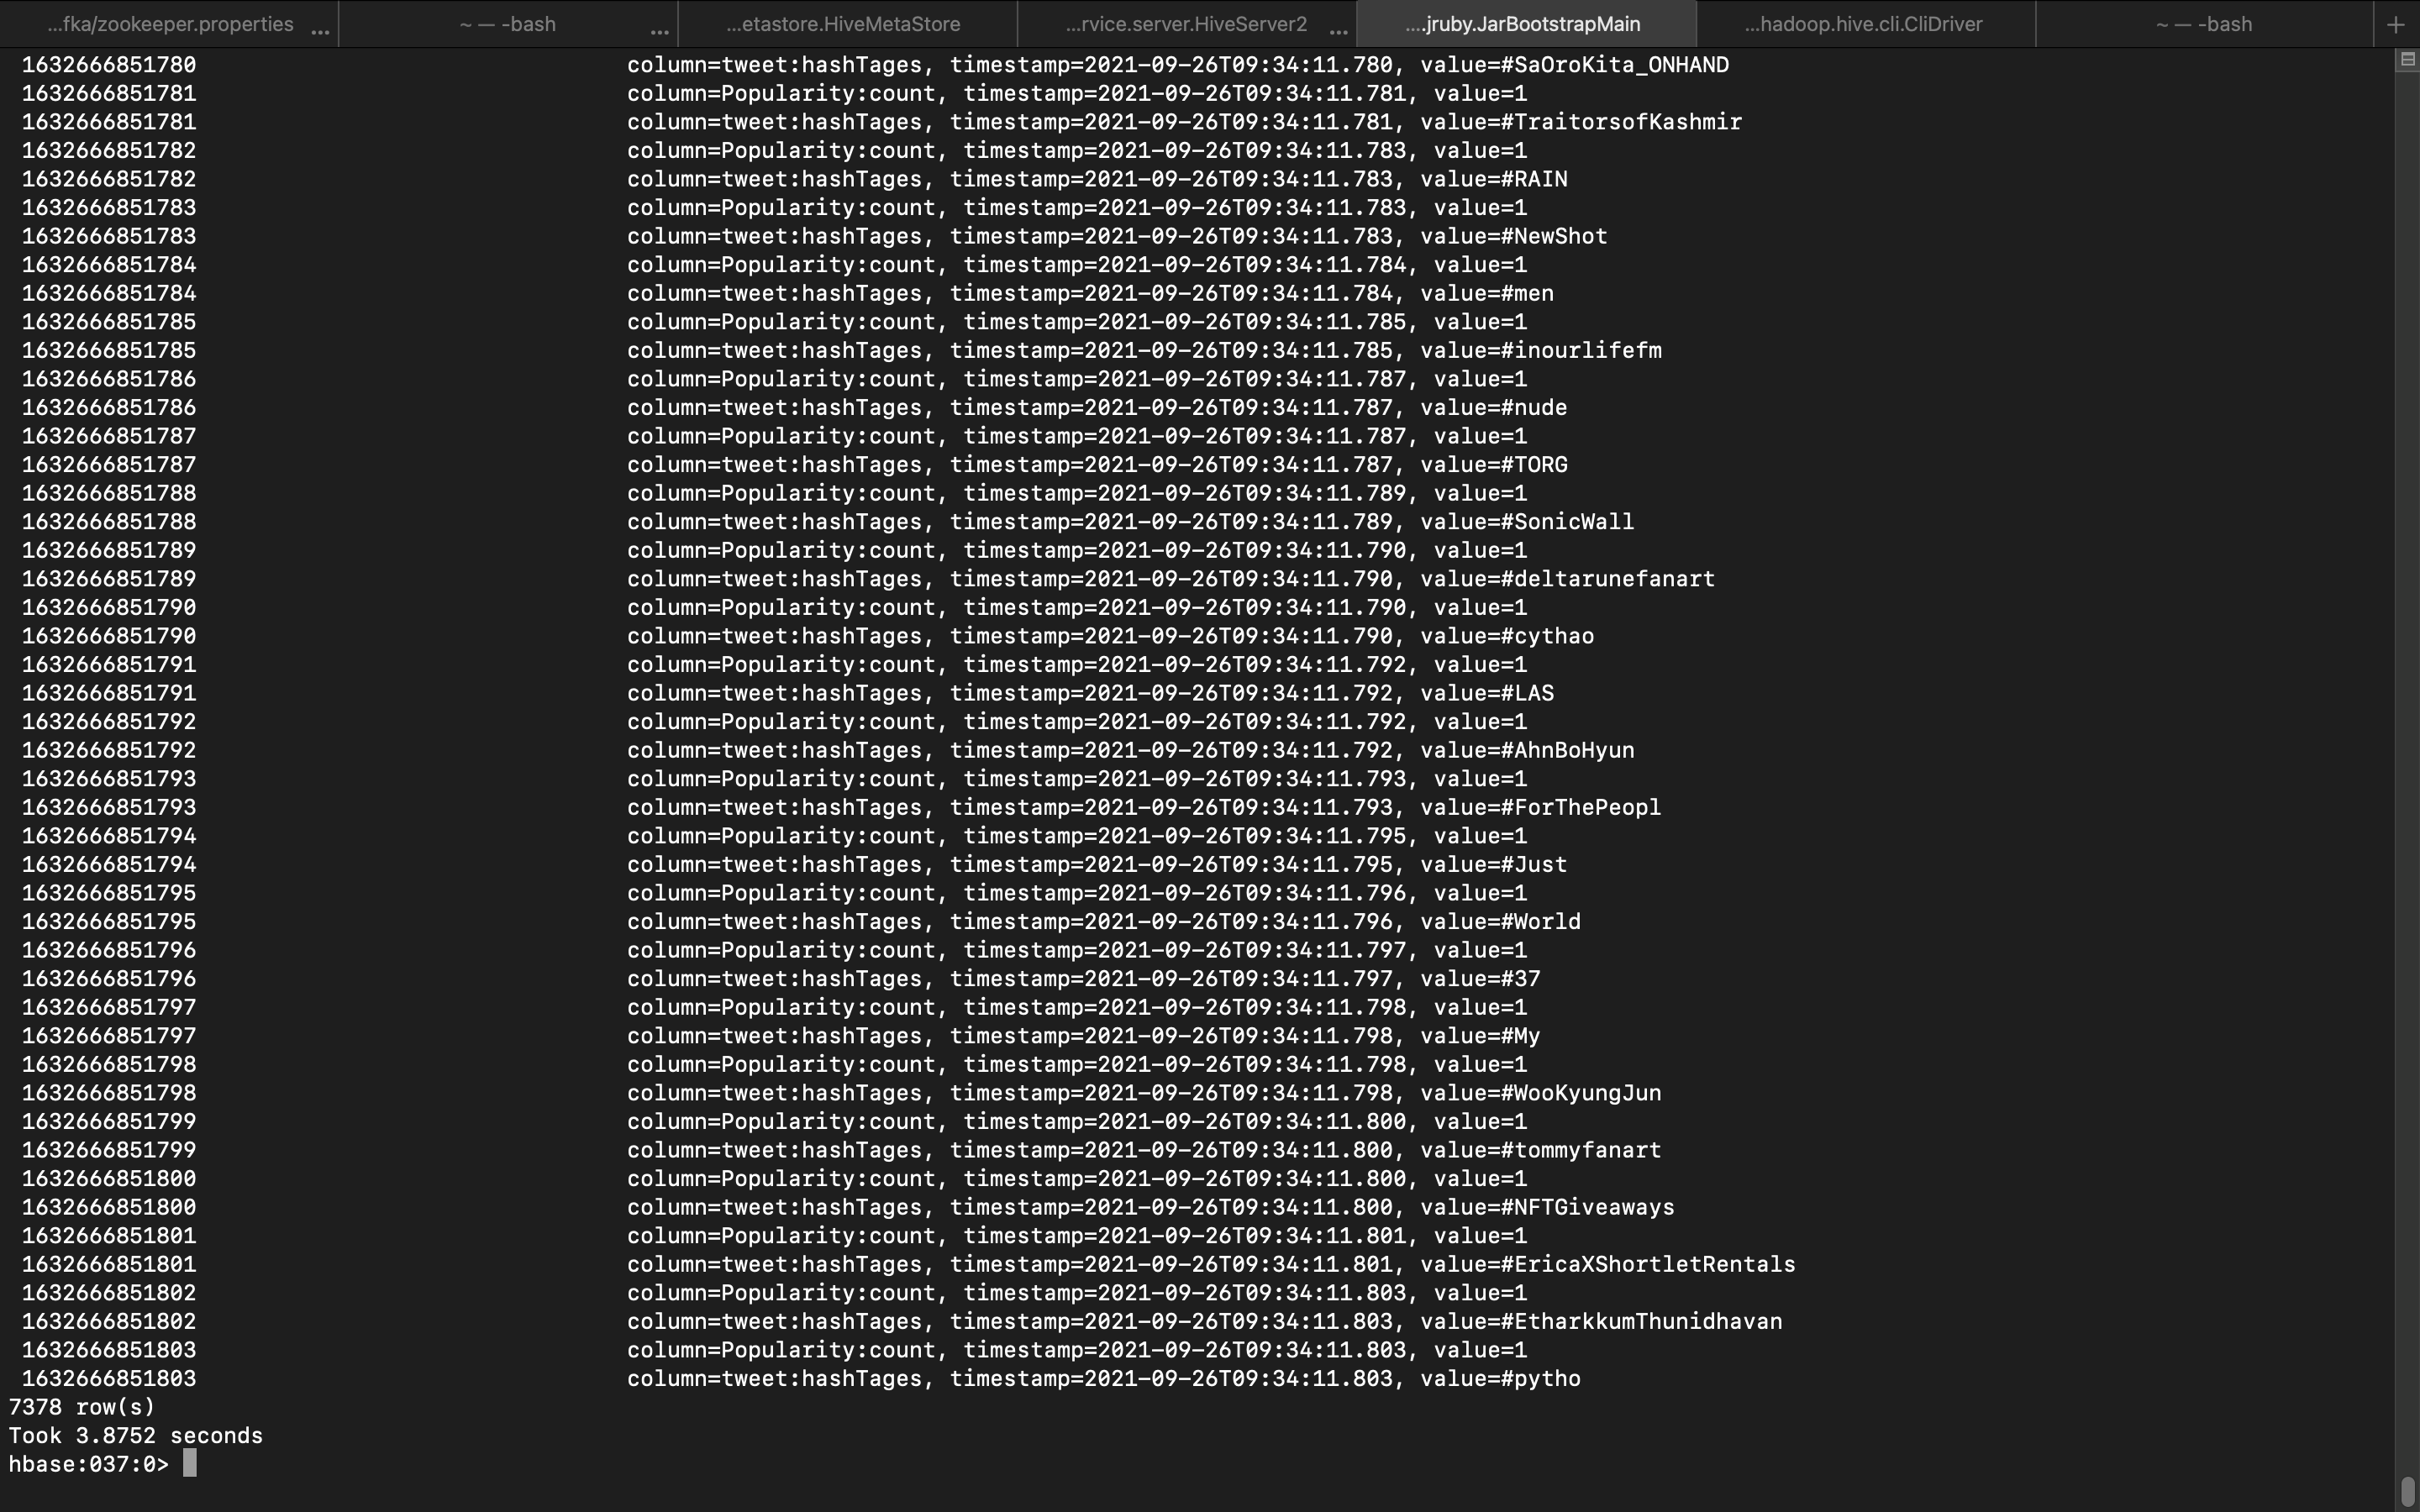 ...fka/zookeeper.properties ... ~ — -bash ... ...etastore.HiveMetaStore ...rvice.server.HiveServer2 ... ....jruby.JarBootstrapMain ...hadoop.hive.cli.CliDriver ~ — -bash +
1632666851780 column=tweet:hashTages, timestamp=2021-09-26T09:34:11.780, value=#SaOroKita_ONHAND
1632666851781 column=Popularity:count, timestamp=2021-09-26T09:34:11.781, value=1
1632666851781 column=tweet:hashTages, timestamp=2021-09-26T09:34:11.781, value=#TraitorsofKashmir
1632666851782 column=Popularity:count, timestamp=2021-09-26T09:34:11.783, value=1
1632666851782 column=tweet:hashTages, timestamp=2021-09-26T09:34:11.783, value=#RAIN
1632666851783 column=Popularity:count, timestamp=2021-09-26T09:34:11.783, value=1
1632666851783 column=tweet:hashTages, timestamp=2021-09-26T09:34:11.783, value=#NewShot
1632666851784 column=Popularity:count, timestamp=2021-09-26T09:34:11.784, value=1
1632666851784 column=tweet:hashTages, timestamp=2021-09-26T09:34:11.784, value=#men
1632666851785 column=Popularity:count, timestamp=2021-09-26T09:34:11.785, value=1
1632666851785 column=tweet:hashTages, timestamp=2021-09-26T09:34:11.785, value=#inourlifefm
1632666851786 column=Popularity:count, timestamp=2021-09-26T09:34:11.787, value=1
1632666851786 column=tweet:hashTages, timestamp=2021-09-26T09:34:11.787, value=#nude
1632666851787 column=Popularity:count, timestamp=2021-09-26T09:34:11.787, value=1
1632666851787 column=tweet:hashTages, timestamp=2021-09-26T09:34:11.787, value=#TORG
1632666851788 column=Popularity:count, timestamp=2021-09-26T09:34:11.789, value=1
1632666851788 column=tweet:hashTages, timestamp=2021-09-26T09:34:11.789, value=#SonicWall
1632666851789 column=Popularity:count, timestamp=2021-09-26T09:34:11.790, value=1
1632666851789 column=tweet:hashTages, timestamp=2021-09-26T09:34:11.790, value=#deltarunefanart
1632666851790 column=Popularity:count, timestamp=2021-09-26T09:34:11.790, value=1
1632666851790 column=tweet:hashTages, timestamp=2021-09-26T09:34:11.790, value=#cythao
1632666851791 column=Popularity:count, timestamp=2021-09-26T09:34:11.792, value=1
1632666851791 column=tweet:hashTages, timestamp=2021-09-26T09:34:11.792, value=#LAS
1632666851792 column=Popularity:count, timestamp=2021-09-26T09:34:11.792, value=1
1632666851792 column=tweet:hashTages, timestamp=2021-09-26T09:34:11.792, value=#AhnBoHyun
1632666851793 column=Popularity:count, timestamp=2021-09-26T09:34:11.793, value=1
1632666851793 column=tweet:hashTages, timestamp=2021-09-26T09:34:11.793, value=#ForThePeopl
1632666851794 column=Popularity:count, timestamp=2021-09-26T09:34:11.795, value=1
1632666851794 column=tweet:hashTages, timestamp=2021-09-26T09:34:11.795, value=#Just
1632666851795 column=Popularity:count, timestamp=2021-09-26T09:34:11.796, value=1
1632666851795 column=tweet:hashTages, timestamp=2021-09-26T09:34:11.796, value=#World
1632666851796 column=Popularity:count, timestamp=2021-09-26T09:34:11.797, value=1
1632666851796 column=tweet:hashTages, timestamp=2021-09-26T09:34:11.797, value=#37
1632666851797 column=Popularity:count, timestamp=2021-09-26T09:34:11.798, value=1
1632666851797 column=tweet:hashTages, timestamp=2021-09-26T09:34:11.798, value=#My
1632666851798 column=Popularity:count, timestamp=2021-09-26T09:34:11.798, value=1
1632666851798 column=tweet:hashTages, timestamp=2021-09-26T09:34:11.798, value=#WooKyungJun
1632666851799 column=Popularity:count, timestamp=2021-09-26T09:34:11.800, value=1
1632666851799 column=tweet:hashTages, timestamp=2021-09-26T09:34:11.800, value=#tommyfanart
1632666851800 column=Popularity:count, timestamp=2021-09-26T09:34:11.800, value=1
1632666851800 column=tweet:hashTages, timestamp=2021-09-26T09:34:11.800, value=#NFTGiveaways
1632666851801 column=Popularity:count, timestamp=2021-09-26T09:34:11.801, value=1
1632666851801 column=tweet:hashTages, timestamp=2021-09-26T09:34:11.801, value=#EricaXShortletRentals
1632666851802 column=Popularity:count, timestamp=2021-09-26T09:34:11.803, value=1
1632666851802 column=tweet:hashTages, timestamp=2021-09-26T09:34:11.803, value=#EtharkkumThunidhavan
1632666851803 column=Popularity:count, timestamp=2021-09-26T09:34:11.803, value=1
1632666851803 column=tweet:hashTages, timestamp=2021-09-26T09:34:11.803, value=#pytho
7378 row(s)
Took 3.8752 seconds
hbase:037:0>